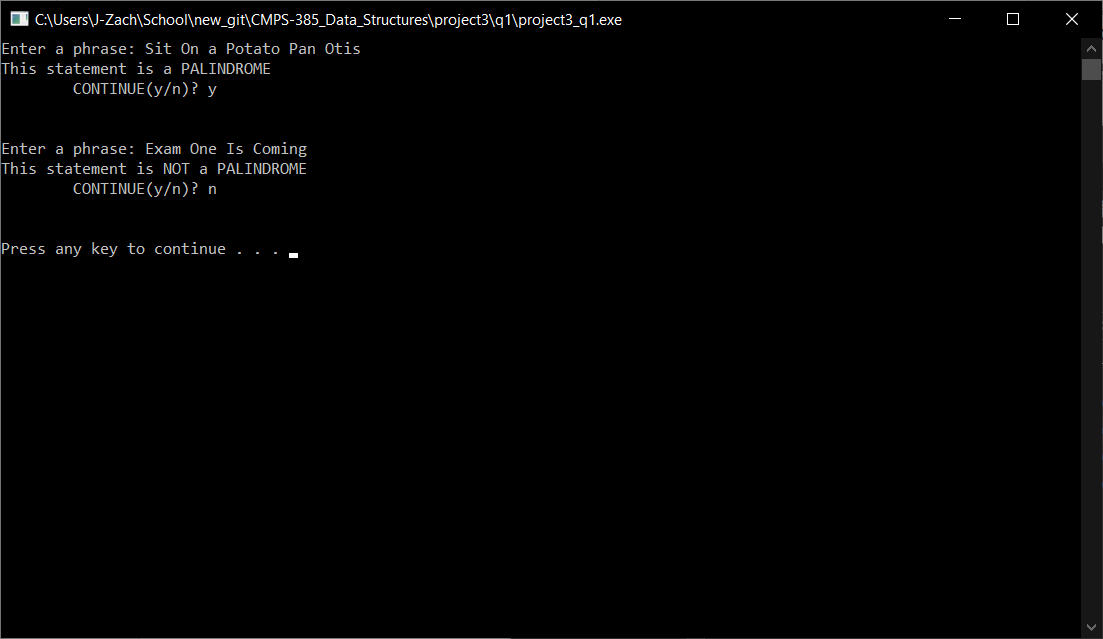 C:\Users\J-Zach\School\new_git\CMPS-385_Data_Structures\project3\q1\project3_q1.exe
Enter a phrase: Sit On a Potato Pan Otis
This statement is a PALINDROME
CONTINUE(y/n)? y
Enter a phrase: Exam One Is Coming
This statement is NOT a PALINDROME
CONTINUE(y/n)? n
Press any key to continue . . .